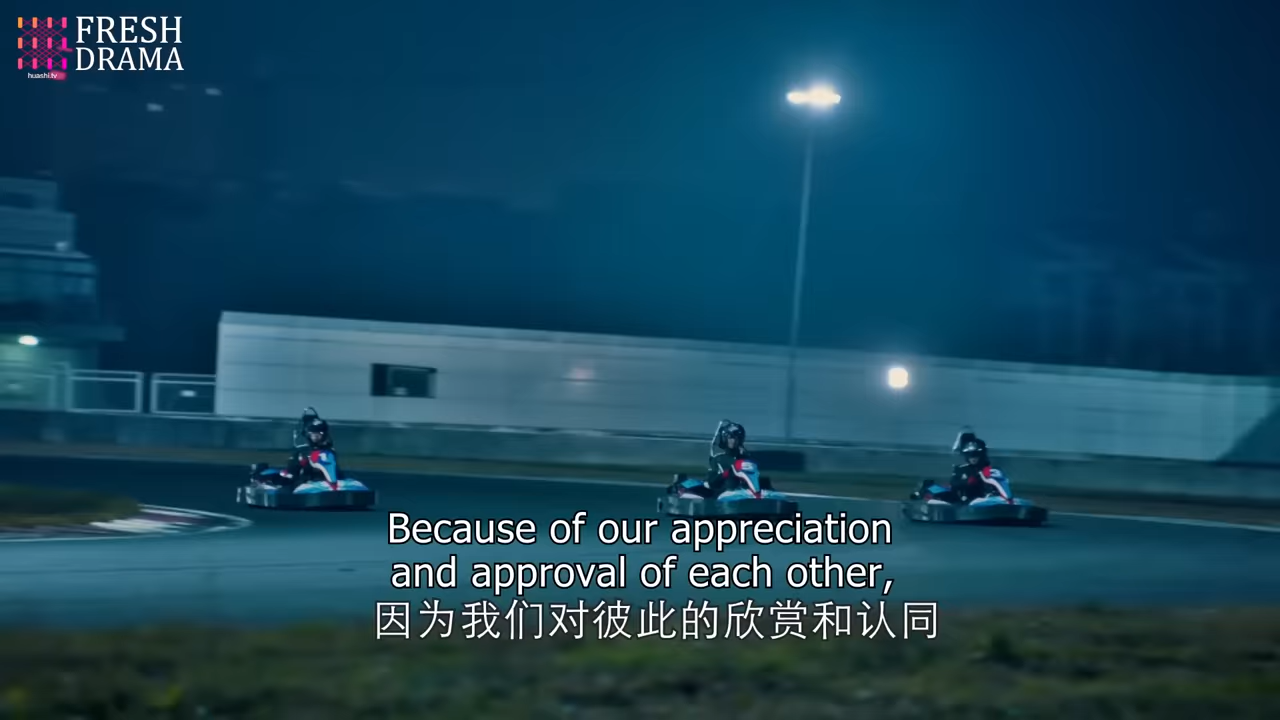 FRESH
DRAMA
huashi.tv
Because of our appreciation
and approval of each other,
因为我们对彼此的欣赏和认同